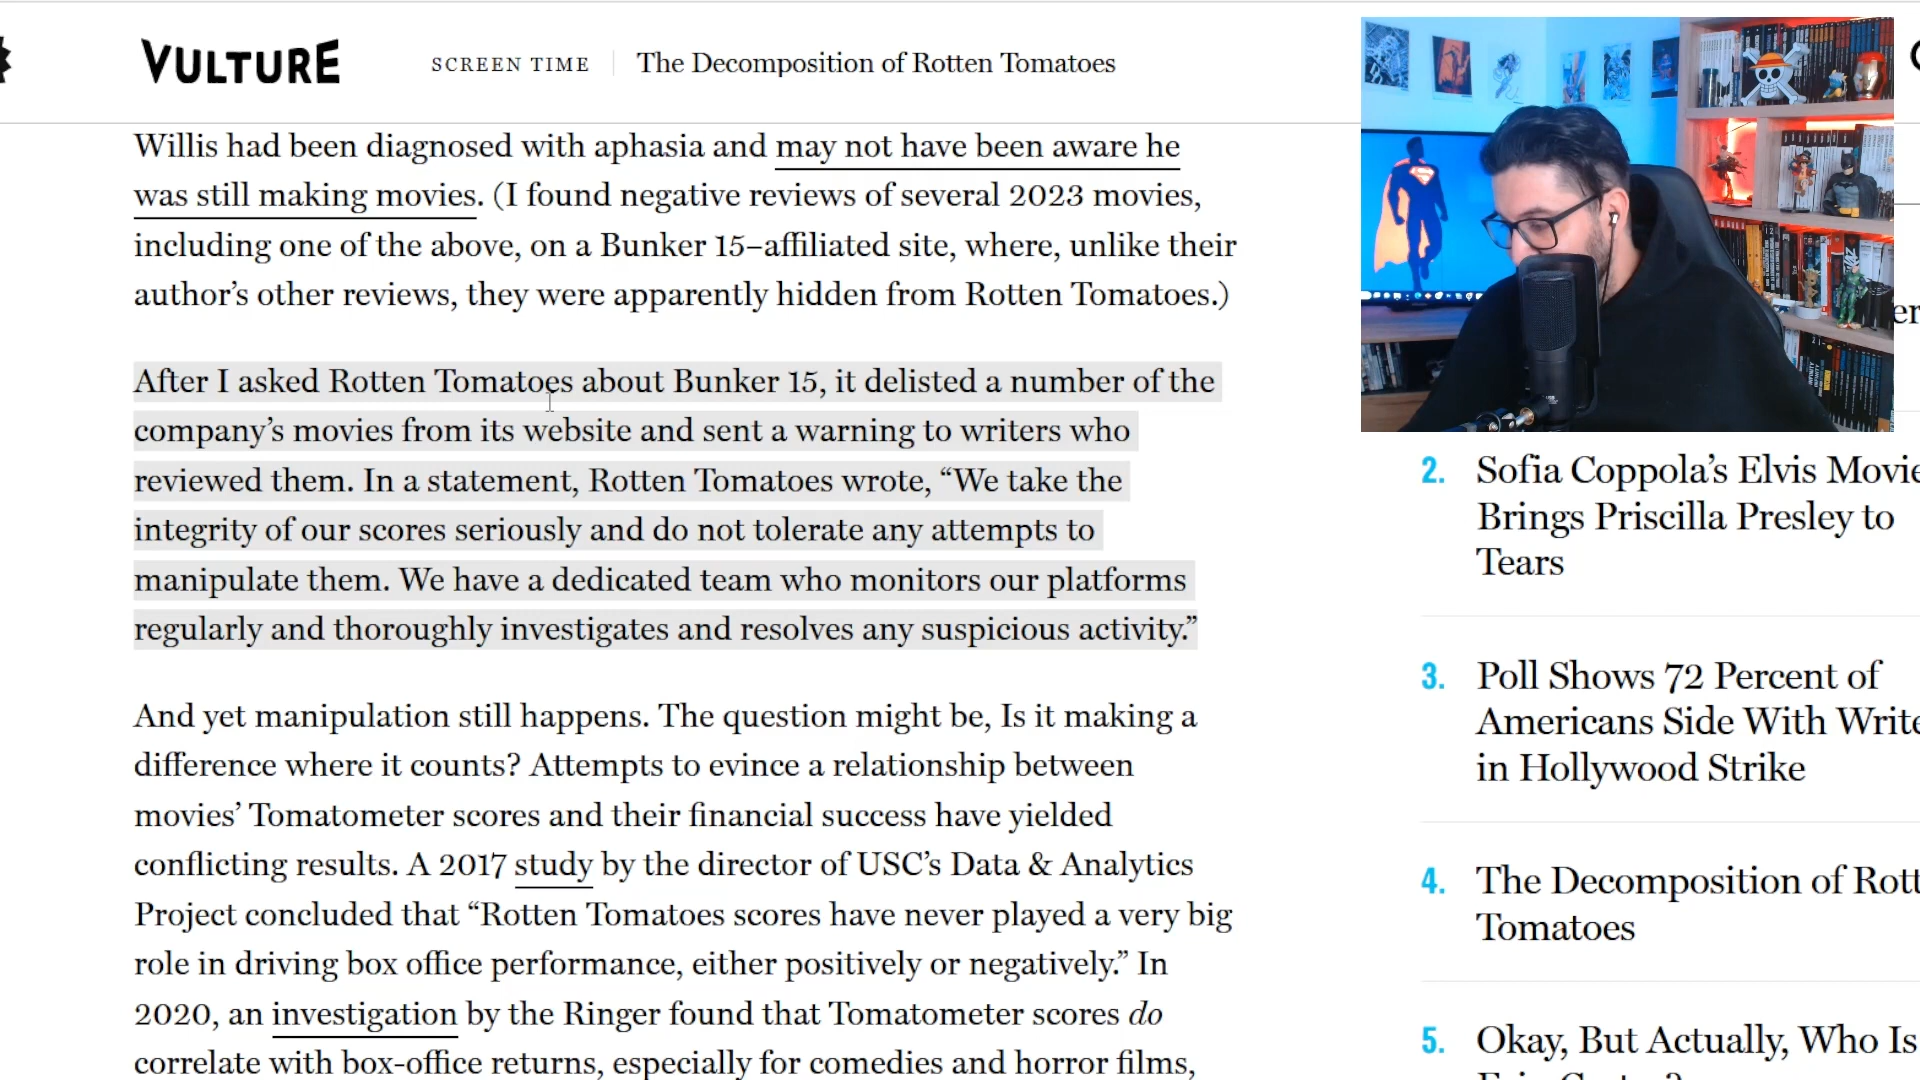 VULTURE
SCREEN TIME
The Decomposition of Rotten Tomatoes
Willis had been diagnosed with aphasia and may not have been aware he
was still making movies. (I found negative reviews of several 2023 movies,
including one of the above, on a Bunker 15–affiliated site, where, unlike their
author’s other reviews, they were apparently hidden from Rotten Tomatoes.)
After I asked Rotten Tomatoes about Bunker 15, it delisted a number of the
company’s movies from its website and sent a warning to writers who
reviewed them. In a statement, Rotten Tomatoes wrote, “We take the
integrity of our scores seriously and do not tolerate any attempts to
manipulate them. We have a dedicated team who monitors our platforms
regularly and thoroughly investigates and resolves any suspicious activity.”
And yet manipulation still happens. The question might be, Is it making a
difference where it counts? Attempts to evince a relationship between
movies’ Tomatometer scores and their financial success have yielded
conflicting results. A 2017 study by the director of USC’s Data & Analytics
Project concluded that “Rotten Tomatoes scores have never played a very big
role in driving box office performance, either positively or negatively.” In
2020, an investigation by the Ringer found that Tomatometer scores do
correlate with box-office returns, especially for comedies and horror films,
er
2. Sofia Coppola’s Elvis Movie
Brings Priscilla Presley to
Tears
3. Poll Shows 72 Percent of
Americans Side With Write
in Hollywood Strike
4. The Decomposition of Rott
Tomatoes
5. Okay, But Actually, Who Is